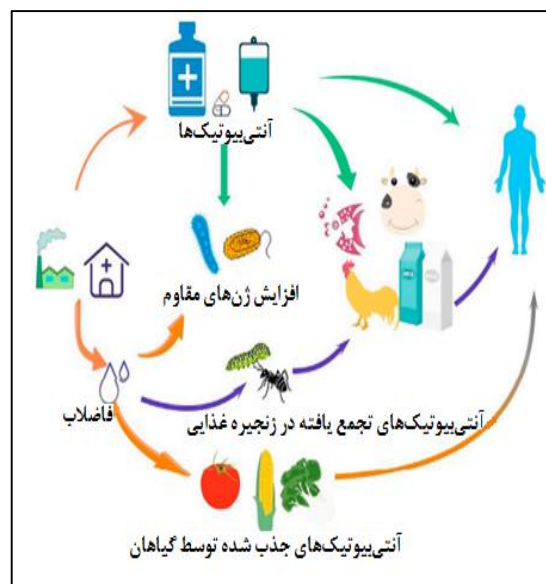 آنتی‌بیوتیک‌ها
افزایش ژن‌های مقاوم
فاضلاب
آنتی‌بیوتیک‌های تجمع یافته در زنجیره غذایی
آنتی‌بیوتیک‌های جذب شده توسط گیاهان